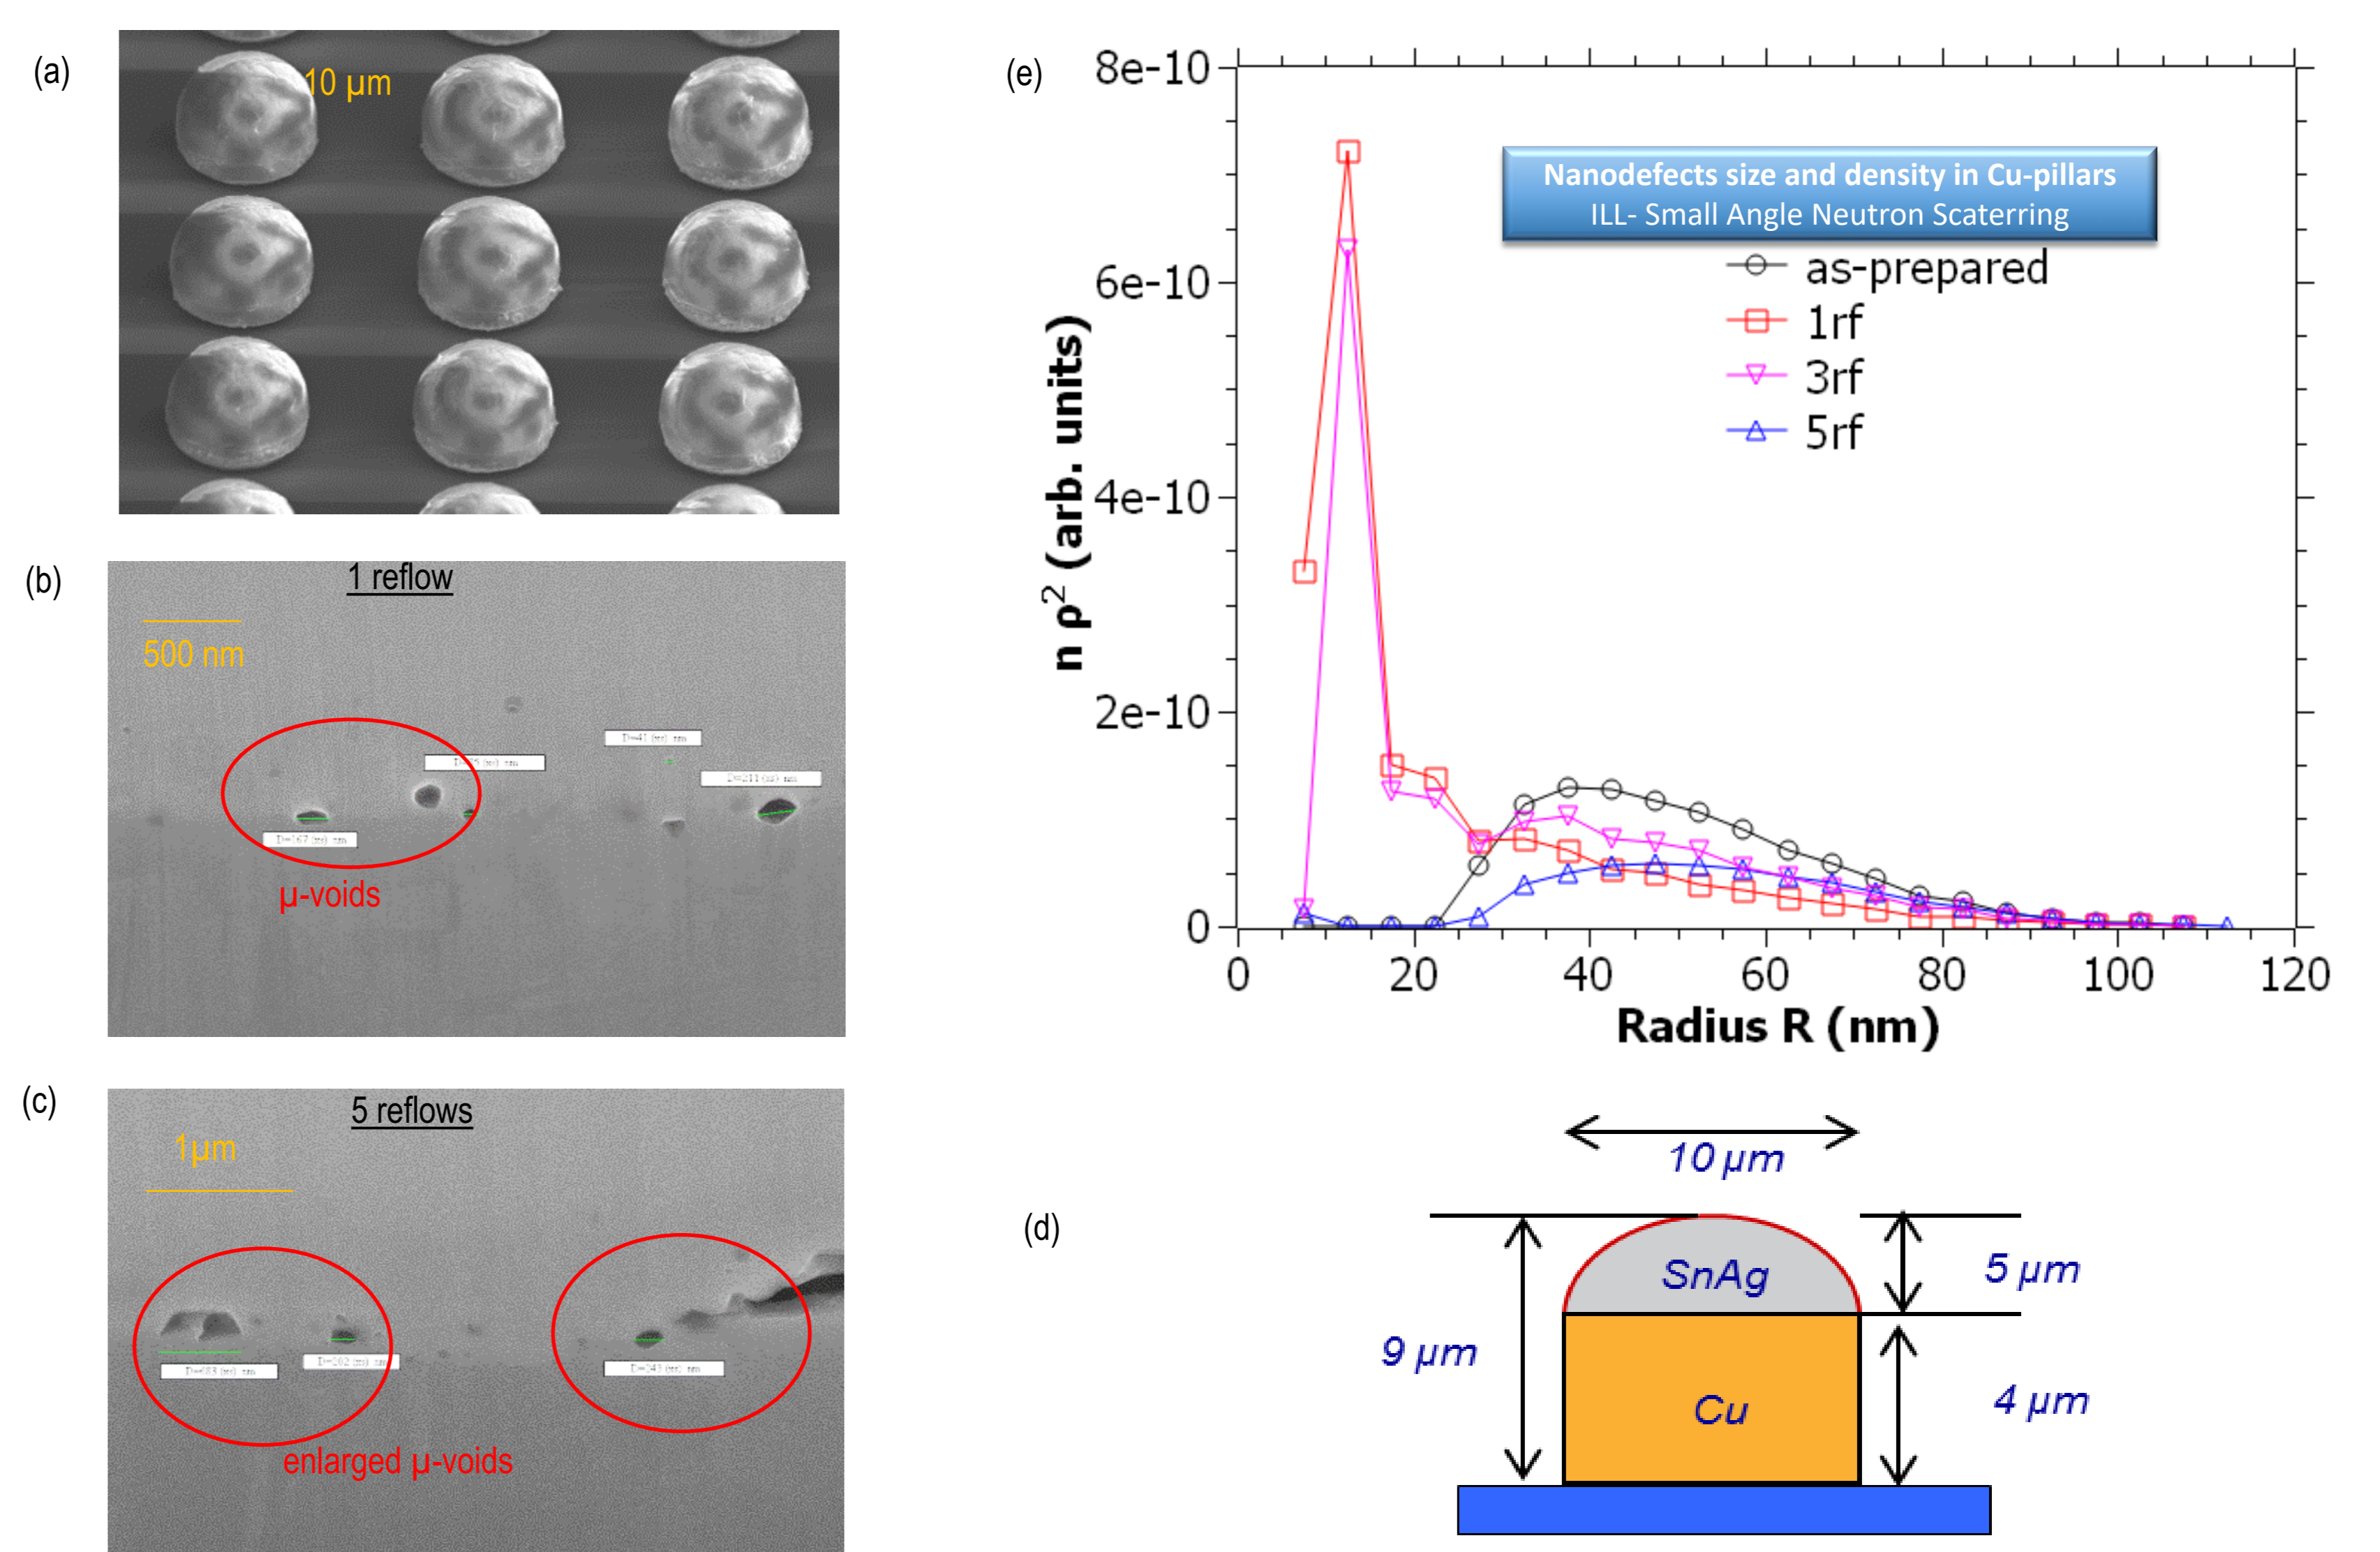 (a)
10 µm
(b)
1 reflow
500 nm
D=41 (m) nm
µ-voids
(c)
5 reflows
1µm
enlarged µ-voids
(e)
8e-10
6e-10
4e-10
2e-10
0
n ρ² (arb. units)
Nanodefects size and density in Cu-pillars
ILL- Small Angle Neutron Scaterring
as-prepared
1rf
3rf
5rf
0 20 40 60 80 100 120
Radius R (nm)
(d)
10 µm
SnAg
5 µm
9 µm
Cu
4 µm